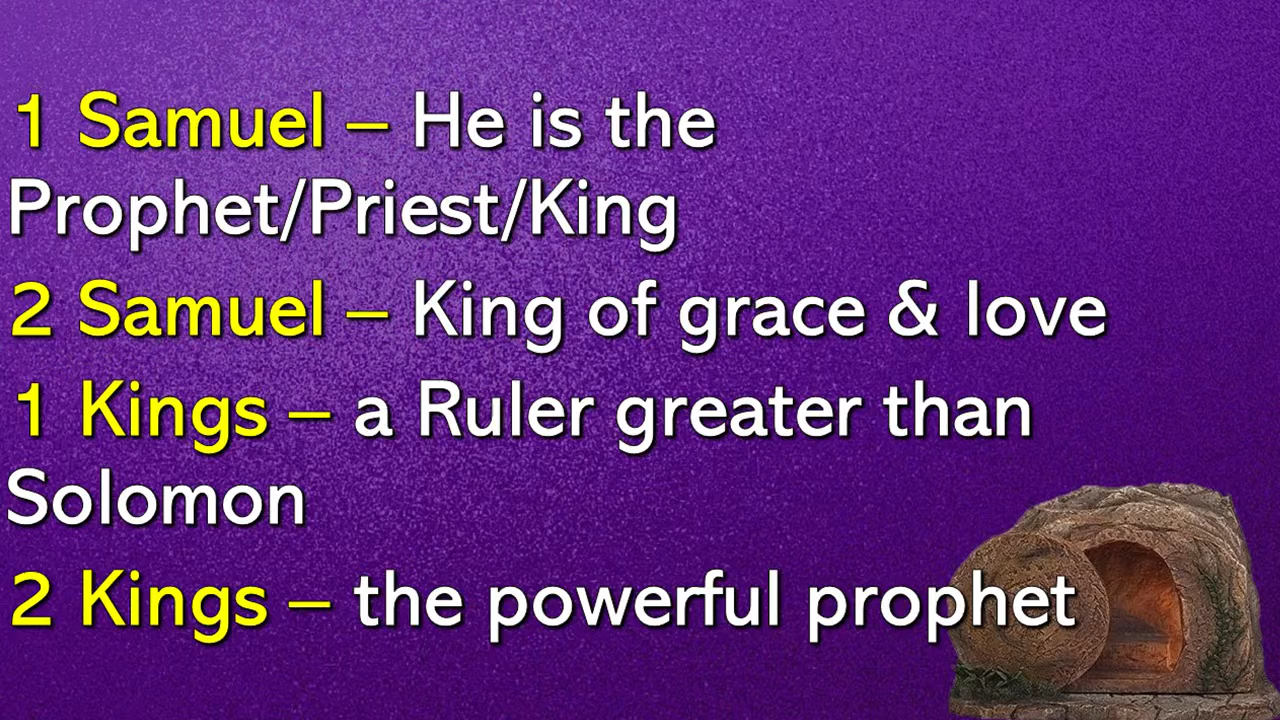 1 Samuel – He is the
Prophet/Priest/King
2 Samuel – King of grace & love
1 Kings – a Ruler greater than
Solomon
2 Kings – the powerful prophet